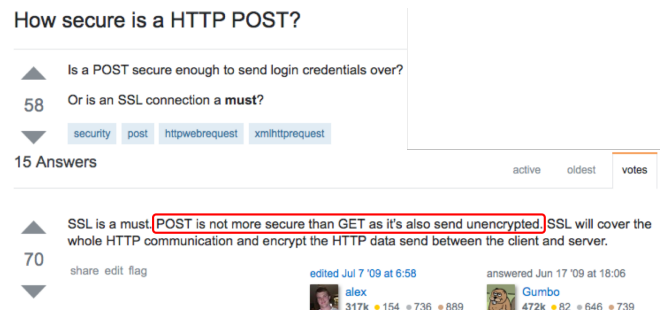 How secure is a HTTP POST?
Is a POST secure enough to send login credentials over?
58
Or is an SSL connection a must?
security post httpwebrequest xmlhttprequest
15 Answers
active oldest votes
SSL is a must. POST is not more secure than GET as it's also send unencrypted. SSL will cover the
whole HTTP communication and encrypt the HTTP data send between the client and server.
70
share edit flag
edited Jul 7 '09 at 6:58
alex
317k 154 736 889
answered Jun 17 '09 at 18:06
Gumbo
472k 82 646 739